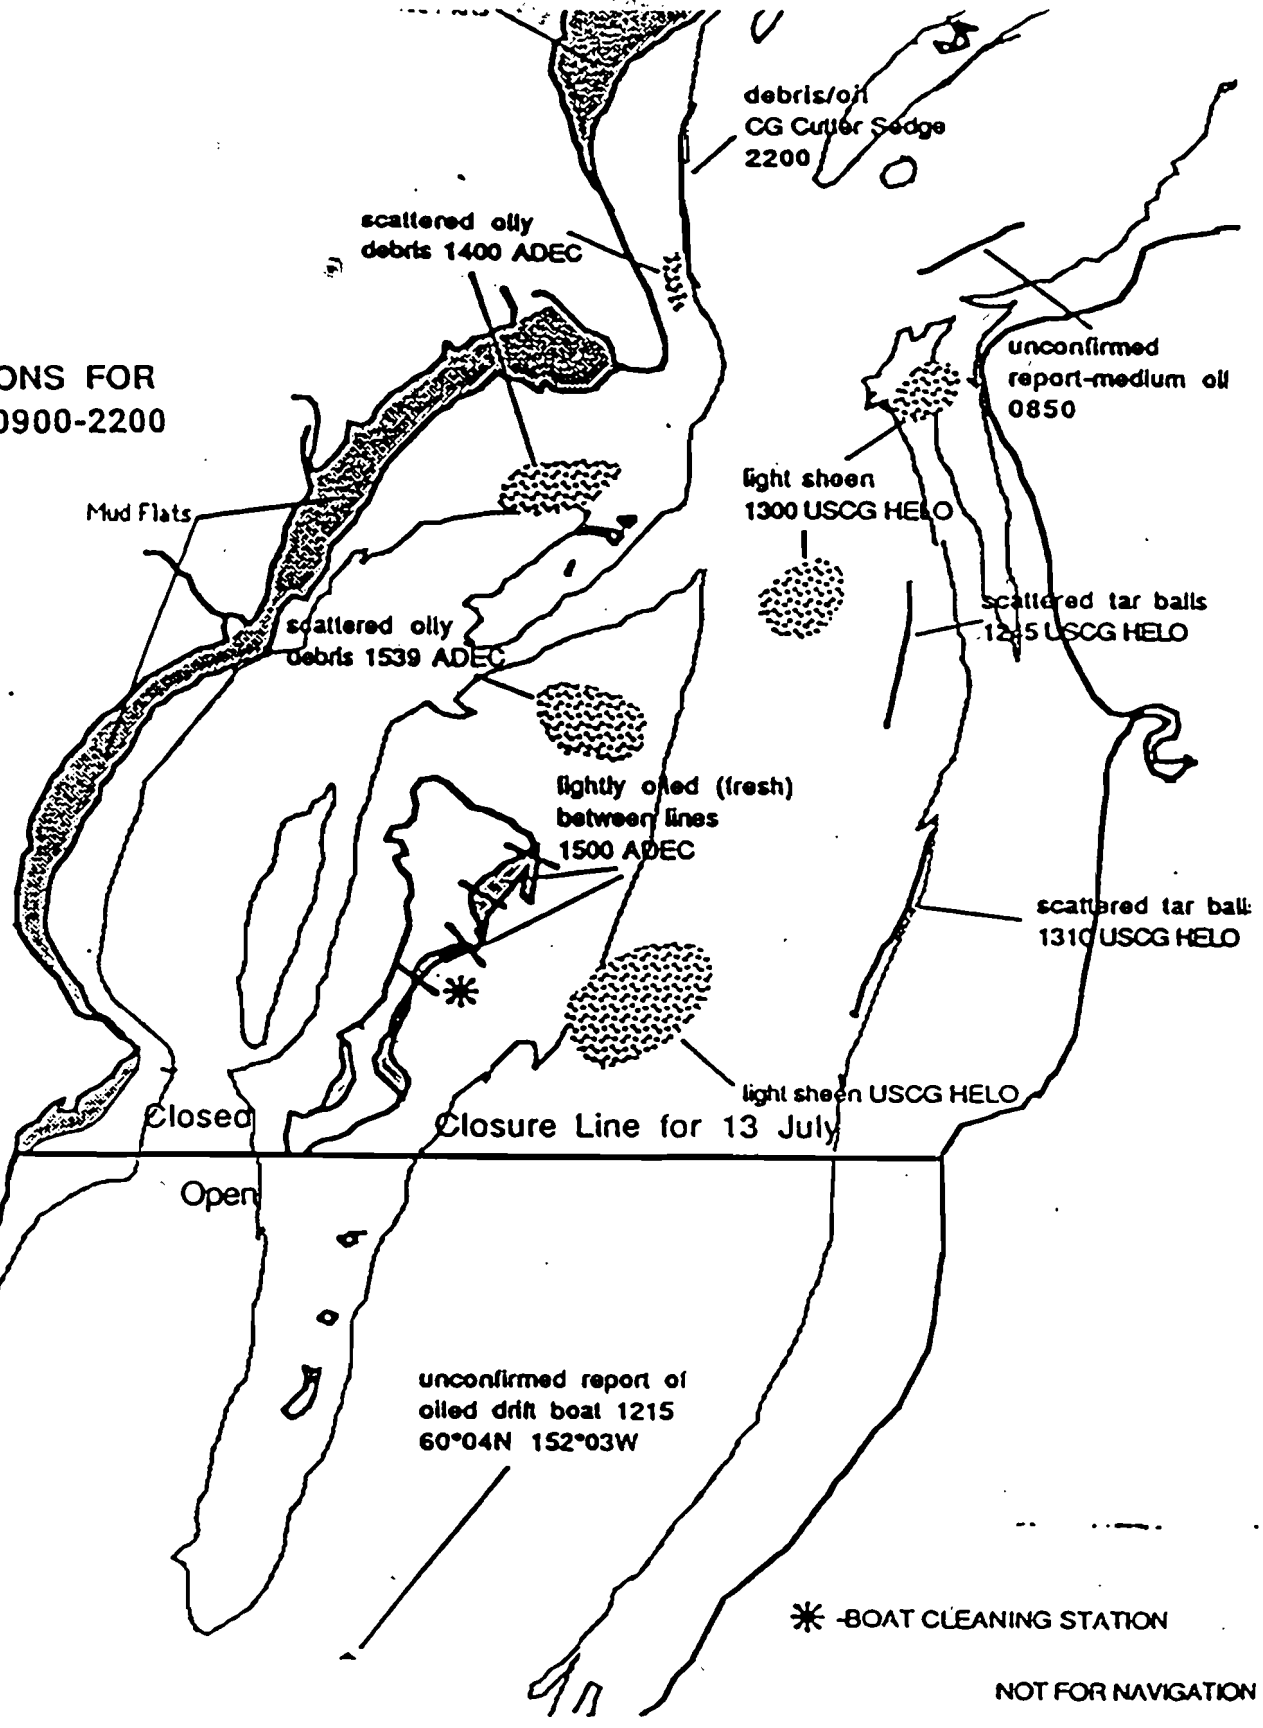 debris/oil
CG Cutter Sedge
2200
scattered oily
debris 1400 ADEC
unconfirmed
report-medium oil
0850
ONS FOR
0900-2200
light sheen
1300 USCG HELO
Mud Flats
scattered tar balls
USCG HELO
scattered oily
debris 1539 ADEC
lightly oiled (fresh)
between lines
1500 ADEC
scattered tar ball
1310 USCG HELO
light sheen USCG HELO
Closed
Closure Line for 13 July
Open
unconfirmed report of
oiled drift boat 1215
60°04N 152°03W
-BOAT CLEANING STATION
NOT FOR NAVIGATION